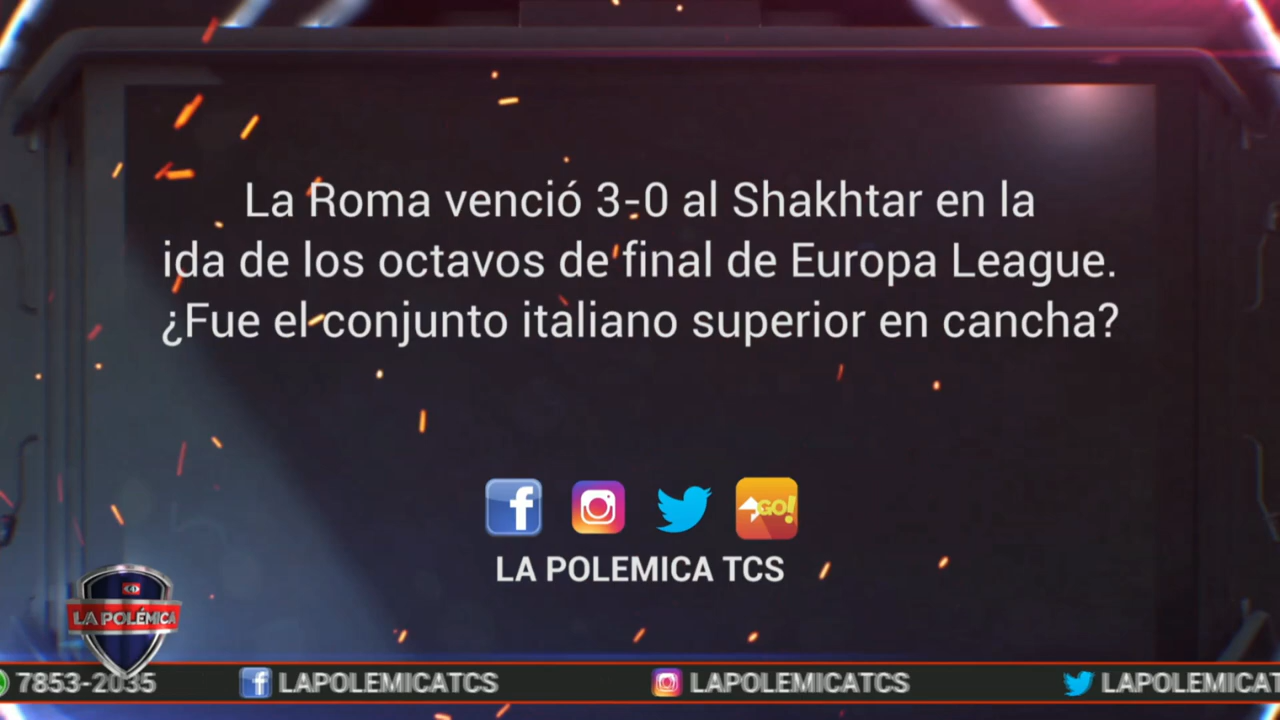 La Roma venció 3-0 al Shakhtar en la
ida de los octavos de final de Europa League.
¿Fue el conjunto italiano superior en cancha?
GO!
LA POLEMICA TCS
LA POLÉMICA
7853-2035 LAPOLEMICATCS LAPOLEMICATCS LAPOLEMICAT